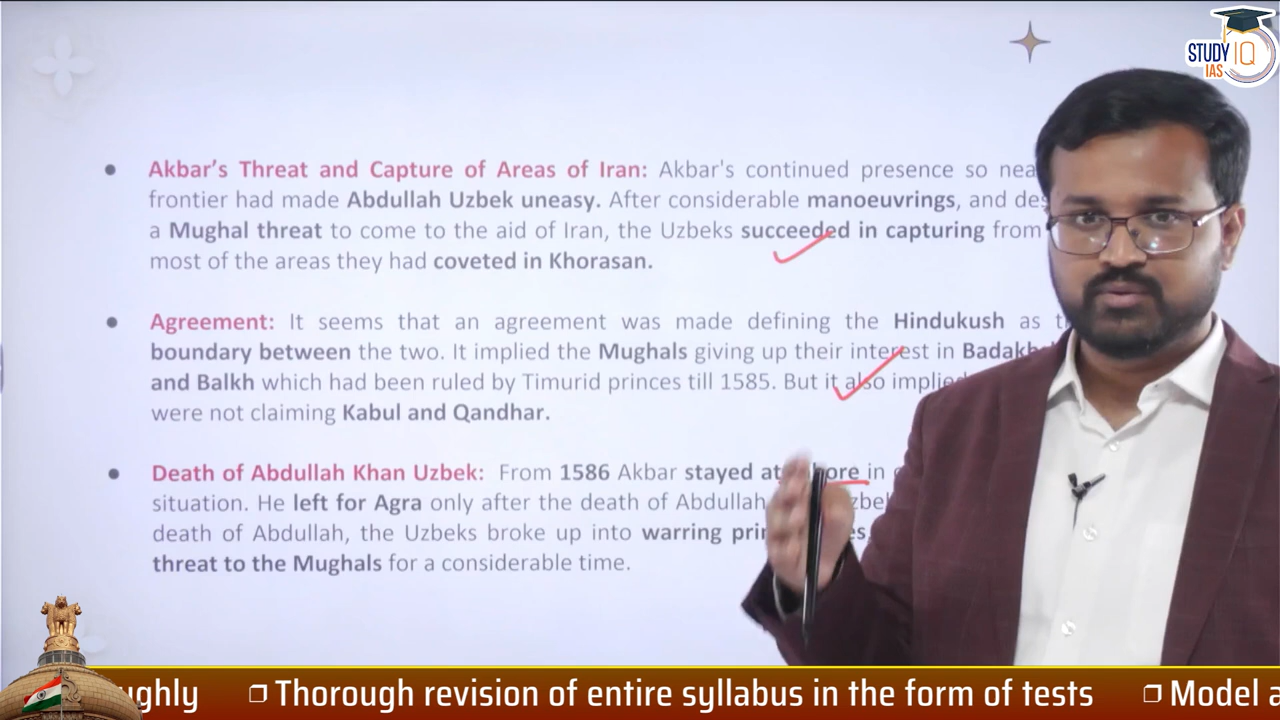 STUDY IQ
IAS
● Akbar's Threat and Capture of Areas of Iran: Akbar's continued presence so
frontier had made Abdullah Uzbek uneasy. After considerable manoeuvrings, and
a Mughal threat to come to the aid of Iran, the Uzbeks succeeded in capturing from
most of the areas they had coveted in Khorasan.
● Agreement: It seems that an agreement was made defining the Hindukush as
boundary between the two. It implied the Mughals giving up their interest in
and Balkh which had been ruled by Timurid princes till 1585. But it also
were not claiming Kabul and Qandhar.
● Death of Abdullah Khan Uzbek: From 1586 Akbar stayed at in
situation. He left for Agra only after the death of Abdullah
death of Abdullah, the Uzbeks broke up into warring
threat to the Mughals for a considerable time.
❐ Thorough revision of entire syllabus in the form of tests ❐ Model